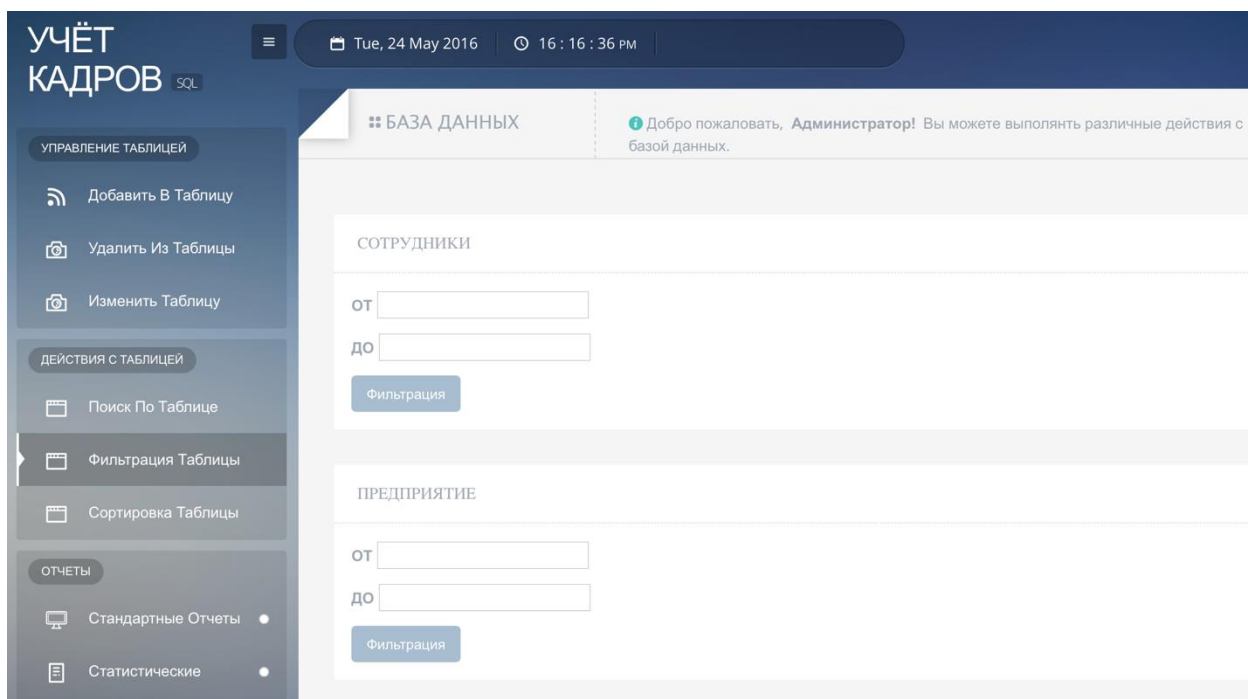 УЧЁТ
КАДРОВ SQL
Tue, 24 May 2016 16 : 16 : 36 PM
УПРАВЛЕНИЕ ТАБЛИЦЕЙ
Добавить В Таблицу
Удалить Из Таблицы
Изменить Таблицу
ДЕЙСТВИЯ С ТАБЛИЦЕЙ
Поиск По Таблице
Фильтрация Таблицы
Сортировка Таблицы
ОТЧЕТЫ
Стандартные Отчеты
Статистические
БАЗА ДАННЫХ
Добро пожаловать, Администратор! Вы можете выполянть различные действия с
базой данных.
СОТРУДНИКИ
ОТ
ДО
Фильтрация
ПРЕДПРИЯТИЕ
ОТ
ДО
Фильтрация